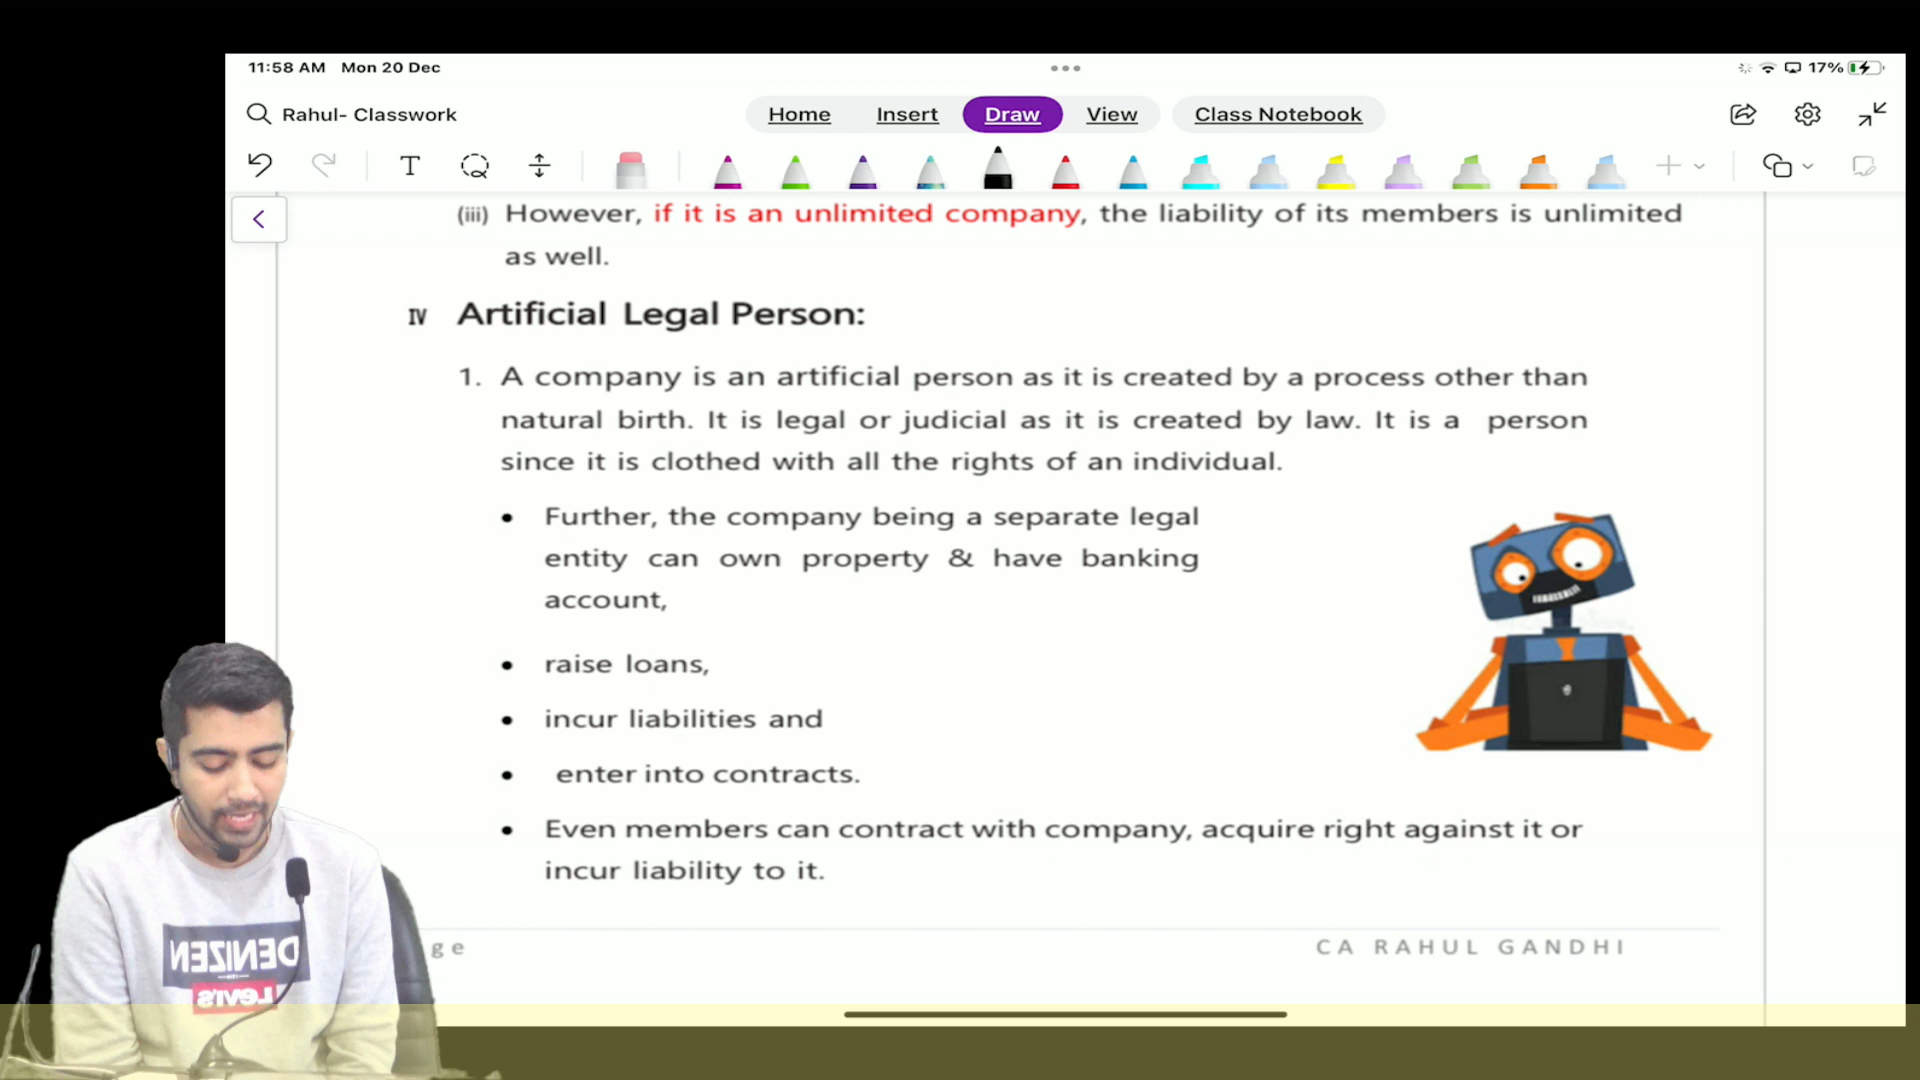 11:58 AM Mon 20 Dec
17%
Rahul- Classwork
Home Insert Draw View Class Notebook
T
(iii) However, if it is an unlimited company, the liability of its members is unlimited
as well.
IV Artificial Legal Person:
1. A company is an artificial person as it is created by a process other than
natural birth. It is legal or judicial as it is created by law. It is a person
since it is clothed with all the rights of an individual.
• Further, the company being a separate legal
entity can own property & have banking
account,
• raise loans,
• incur liabilities and
• enter into contracts.
• Even members can contract with company, acquire right against it or
incur liability to it.
ge
CA RAHUL GANDHI
DENIZEN
Levi's